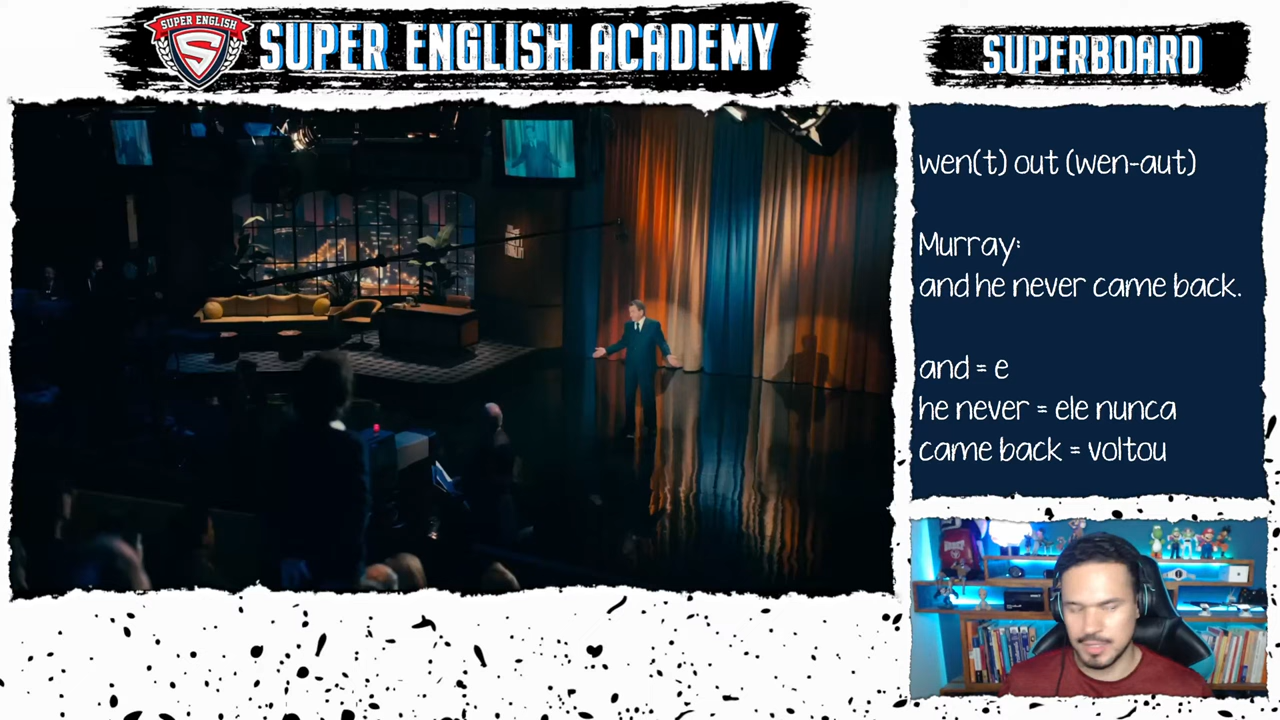 SUPER ENGLISH
SUPER ENGLISH ACADEMY
SUPERBOARD
wen(t) out (wen-aut)
Murray:
and he never came back.
and = e
he never = ele nunca
came back = voltou